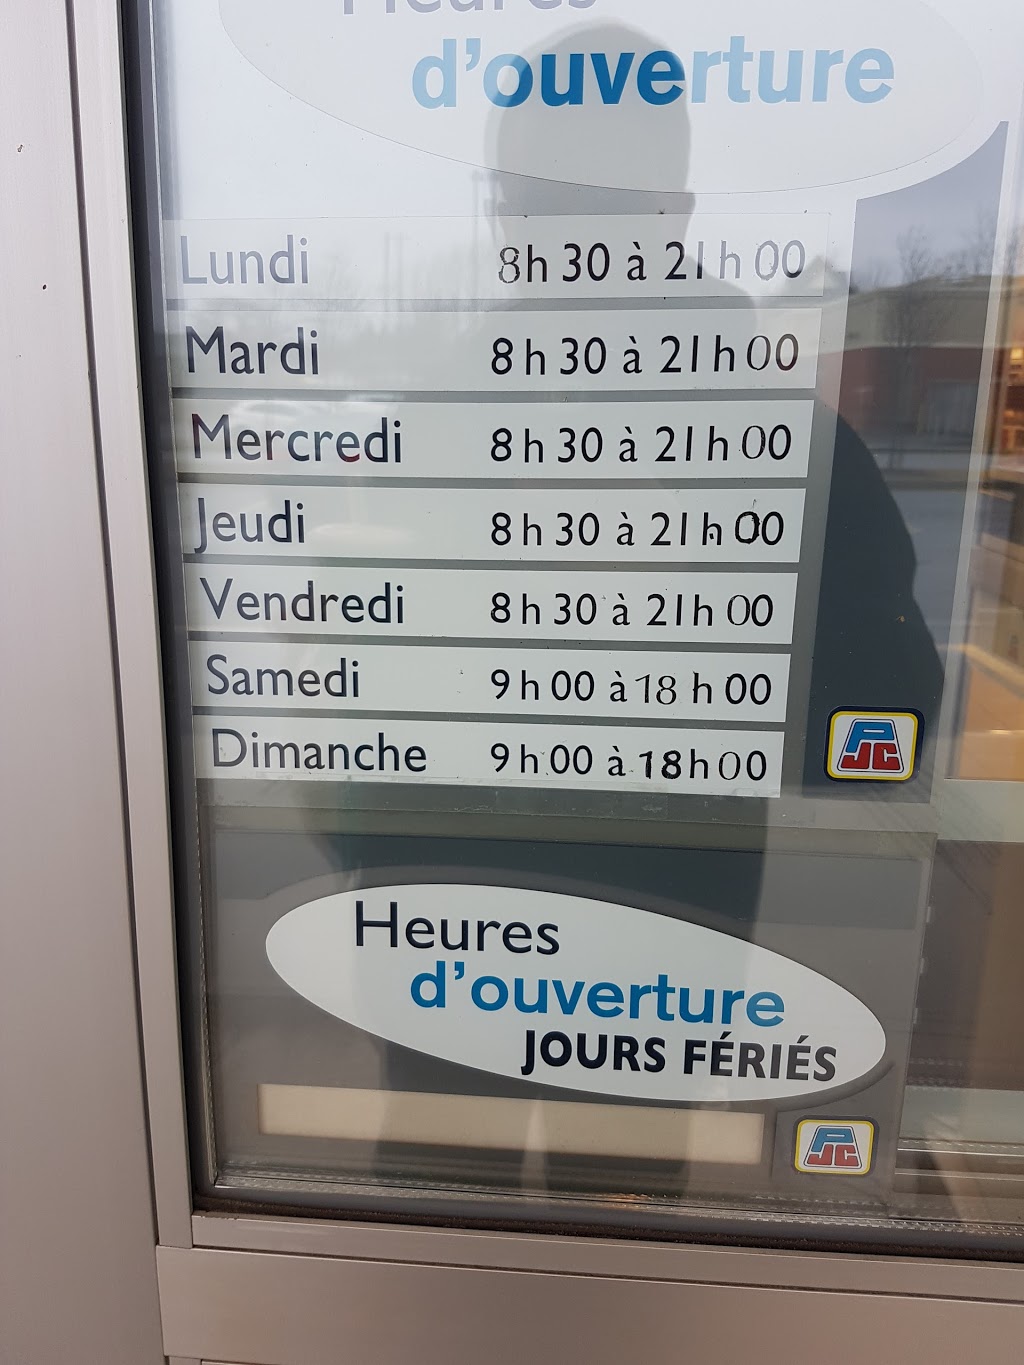 Heures
d'ouverture
Lundi 8h30 à 21h00
Mardi 8h30 à 21h00
Mercredi 8h30 à 21h00
Jeudi 8h30 à 21h00
Vendredi 8h30 à 21h00
Samedi 9h00 à 18h00
Dimanche 9h00 à 18h00
PJC
Heures
d'ouverture
JOURS FÉRIÉS
PJC